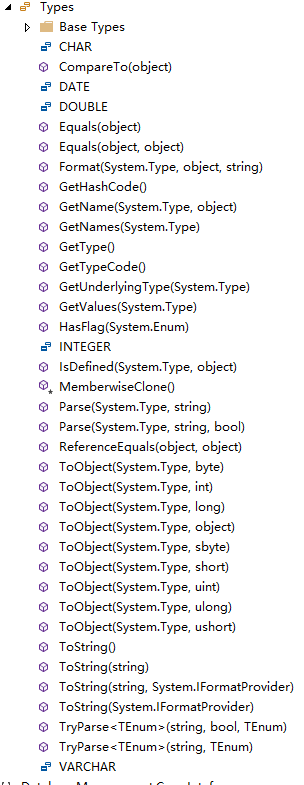 Types
Base Types
CHAR
CompareTo(object)
DATE
DOUBLE
Equals(object)
Equals(object, object)
Format(System.Type, object, string)
GetHashCode()
GetName(System.Type, object)
GetNames(System.Type)
GetType()
GetTypeCode()
GetUnderlyingType(System.Type)
GetValues(System.Type)
HasFlag(System.Enum)
INTEGER
IsDefined(System.Type, object)
MemberwiseClone()
Parse(System.Type, string)
Parse(System.Type, string, bool)
ReferenceEquals(object, object)
ToObject(System.Type, byte)
ToObject(System.Type, int)
ToObject(System.Type, long)
ToObject(System.Type, object)
ToObject(System.Type, sbyte)
ToObject(System.Type, short)
ToObject(System.Type, uint)
ToObject(System.Type, ulong)
ToObject(System.Type, ushort)
ToString()
ToString(string)
ToString(string, System.IFormatProvider)
ToString(System.IFormatProvider)
TryParse<TEnum>(string, bool, TEnum)
TryParse<TEnum>(string, TEnum)
VARCHAR